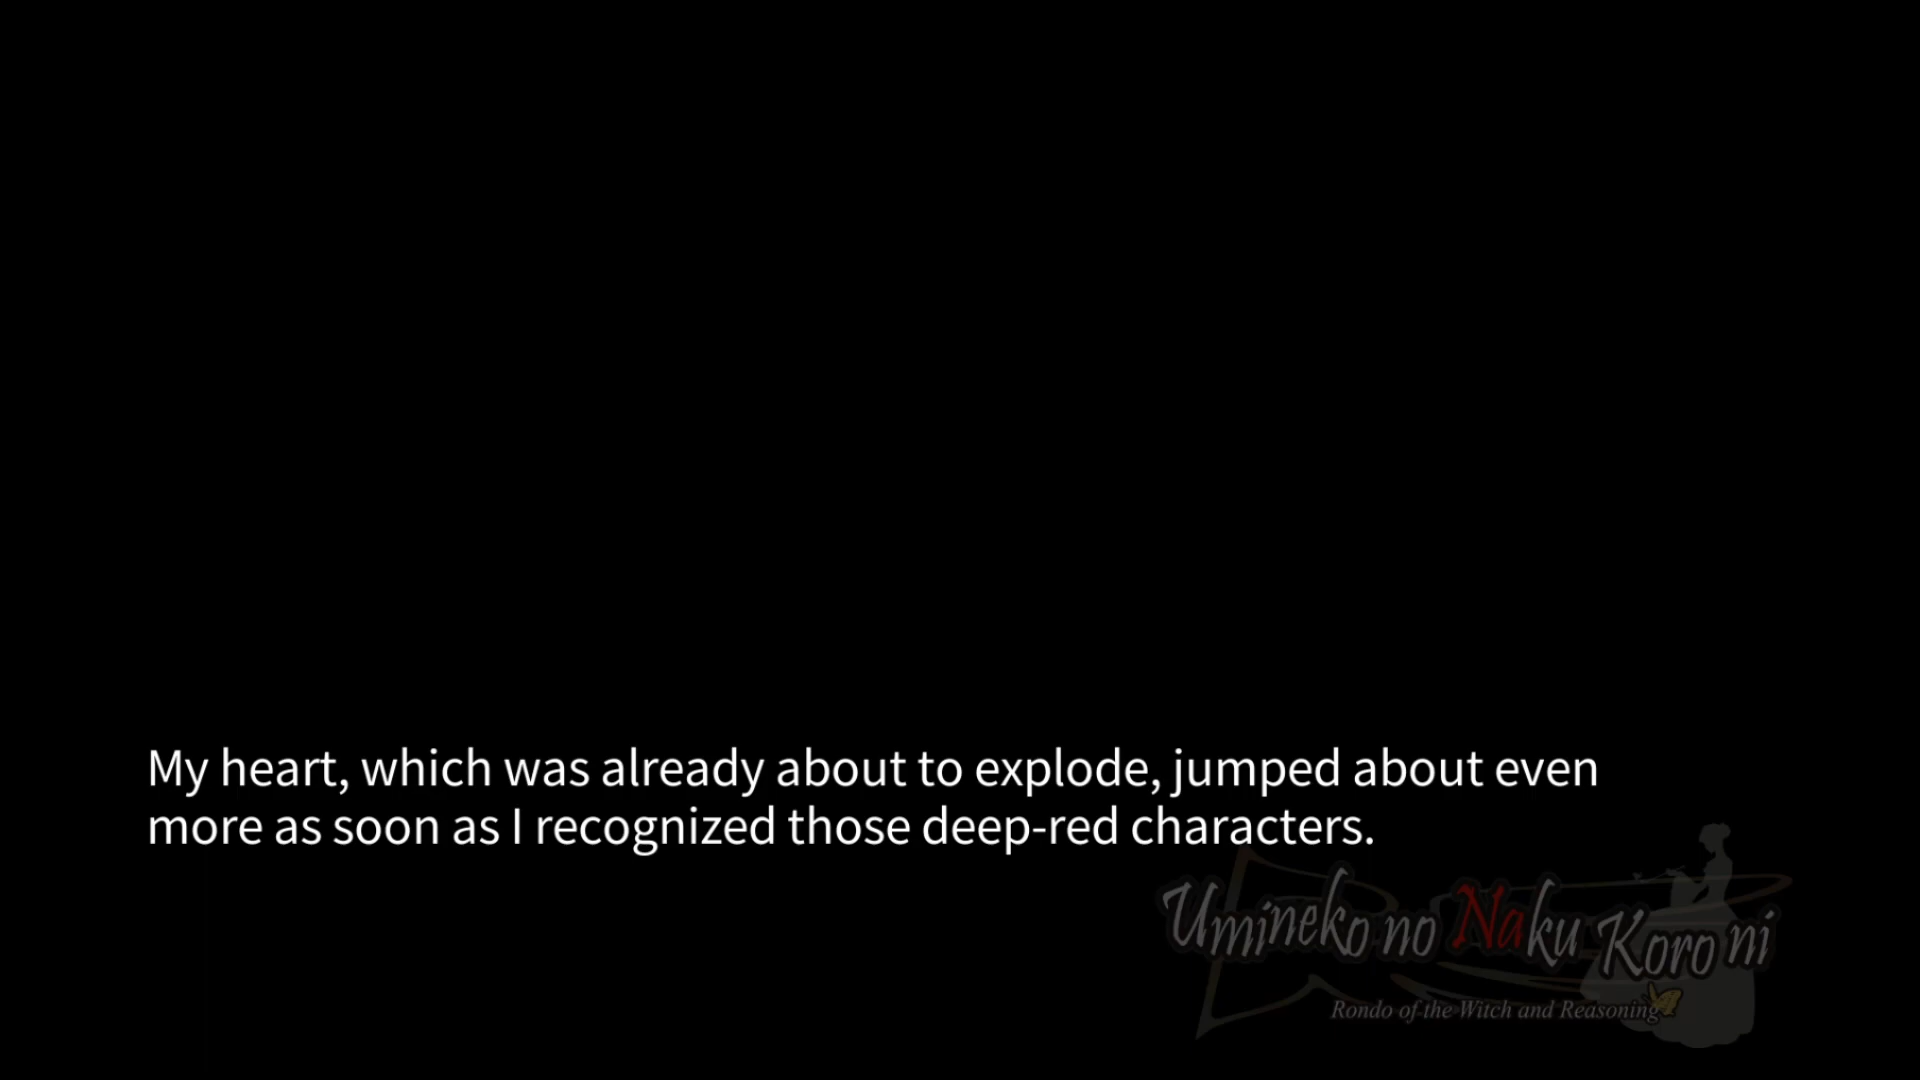 My heart, which was already about to explode, jumped about even
more as soon as I recognized those deep-red characters.
Umineko no Naku Koro ni
Rondo of the Witch and Reasoning